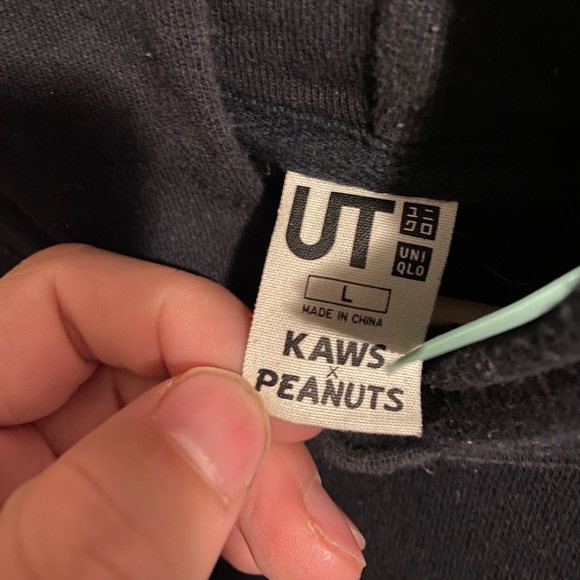 UT
ユニ
クロ
UNI
QLO
L
MADE IN CHINA
KAWS
×
PEANUTS